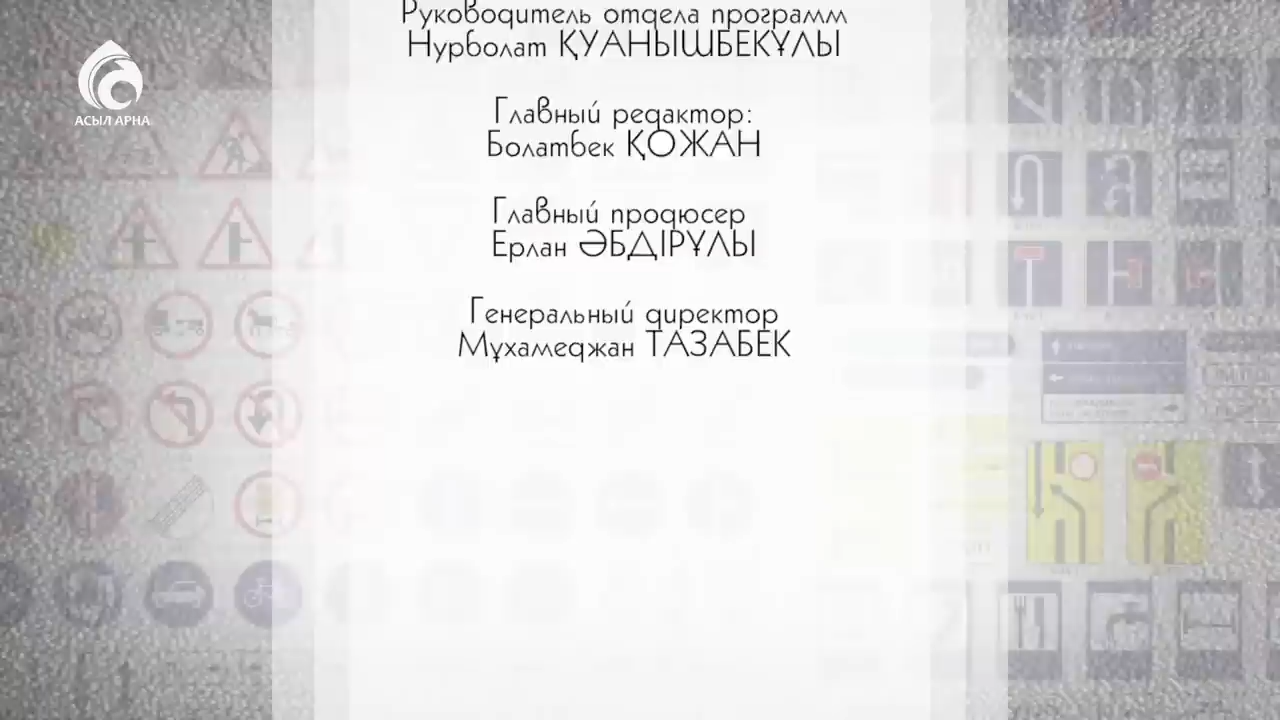 Руководитель отдела программ
Нурболат ҚУАНЫШБЕКҰЛЫ
АСЫЛ АРНА
Главный редактор:
Болатбек ҚОЖАН
Главный продюсер
Ерлан ӘБДІРҰЛЫ
Генеральный директор
Мұхамеджан ТАЗАБЕК